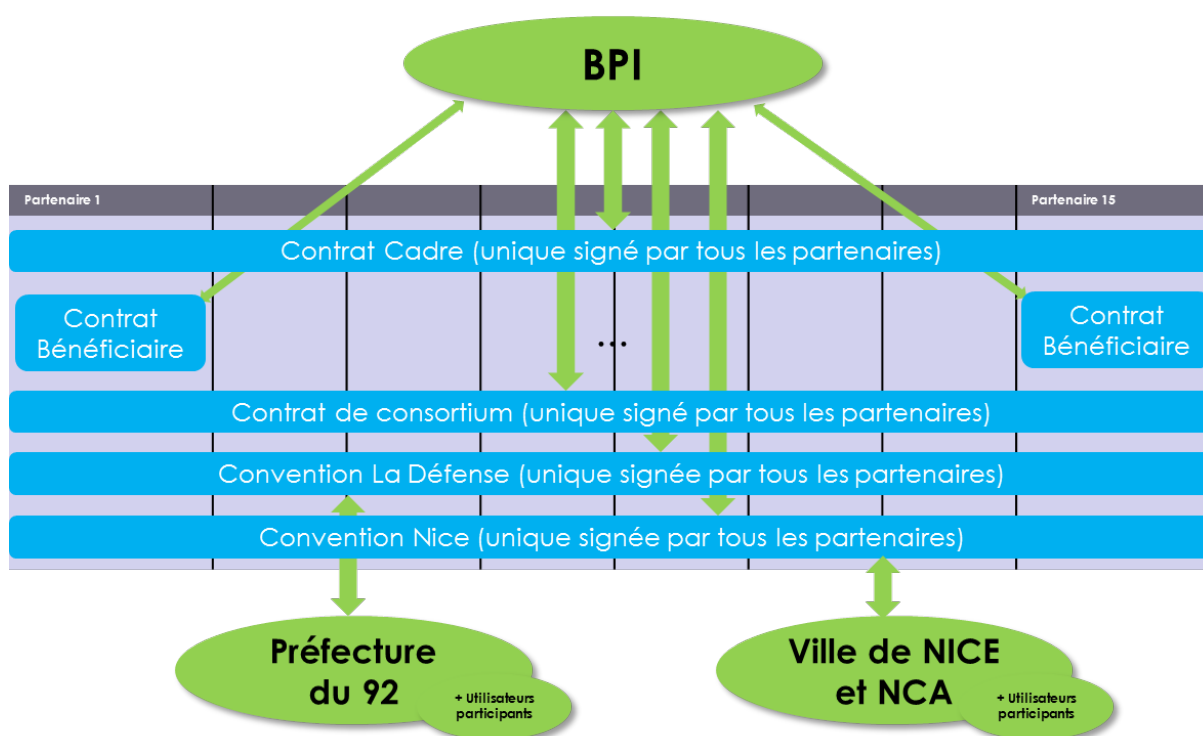 BPI
Partenaire 1
Partenaire 15
Contrat Cadre (unique signé par tous les partenaires)
Contrat
Bénéficiaire
...
Contrat
Bénéficiaire
Contrat de consortium (unique signé par tous les partenaires)
Convention La Défense (unique signée par tous les partenaires)
Convention Nice (unique signée par tous les partenaires)
Préfecture
du 92
+ Utilisateurs
participants
Ville de NICE
et NCA
+ Utilisateurs
participants